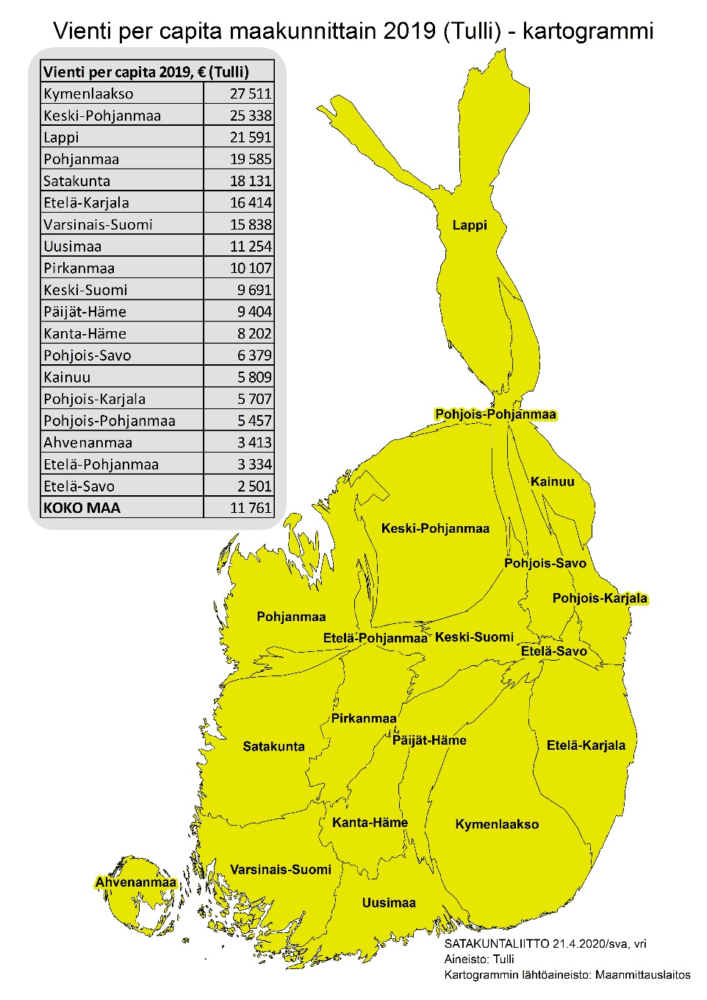 Vienti per capita maakunnittain 2019 (Tulli) - kartogrammi
Vienti per capita 2019, € (Tulli)
Kymenlaakso 27 511
Keski-Pohjanmaa 25 338
Lappi 21 591
Pohjanmaa 19 585
Satakunta 18 131
Etelä-Karjala 16 414
Varsinais-Suomi 15 838
Uusimaa 11 254
Pirkanmaa 10 107
Keski-Suomi 9 691
Päijät-Häme 9 404
Kanta-Häme 8 202
Pohjois-Savo 6 379
Kainuu 5 809
Pohjois-Karjala 5 707
Pohjois-Pohjanmaa 5 457
Ahvenanmaa 3 413
Etelä-Pohjanmaa 3 334
Etelä-Savo 2 501
KOKO MAA 11 761
Lappi
Pohjois-Pohjanmaa
Kainuu
Keski-Pohjanmaa
Pohjois-Savo
Pohjois-Karjala
Pohjanmaa
Etelä-Pohjanmaa
Keski-Suomi
Etelä-Savo
Pirkanmaa
Päijät-Häme
Satakunta
Etelä-Karjala
Kanta-Häme
Kymenlaakso
Varsinais-Suomi
Ahvenanmaa
Uusimaa
SATAKUNTALIITTO 21.4.2020/sva, vri
Aineisto: Tulli
Kartogrammin lähtöaineisto: Maanmittauslaitos